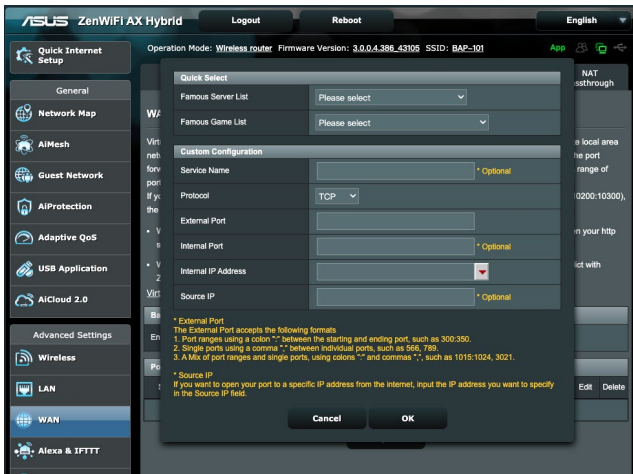 ASUS ZenWiFi AX Hybrid Logout Reboot English
Quick Internet Setup
Operation Mode: Wireless router Firmware Version: 3.0.0.4.386_43105 SSID: BAP-101 App
General
Network Map
AiMesh
Guest Network
AiProtection
Adaptive QoS
USB Application
AiCloud 2.0
Advanced Settings
Wireless
LAN
WAN
Alexa & IFTTT
NAT
Quick Select
Famous Server List Please select
Famous Game List Please select
Custom Configuration
Service Name * Optional
Protocol TCP
External Port
Internal Port * Optional
Internal IP Address
Source IP * Optional
* External Port
The External Port accepts the following formats
1. Port ranges using a colon ":" between the starting and ending port, such as 300:350.
2. Single ports using a comma "," between individual ports, such as 566, 789.
3. A Mix of port ranges and single ports, using colons ":" and commas ",", such as 1015:1024, 3021.
* Source IP
If you want to open your port to a specific IP address from the internet, input the IP address you want to specify
in the Source IP field.
Cancel OK
local area
he port
range of
10200:10300),
en your http
ict with
Edit Delete